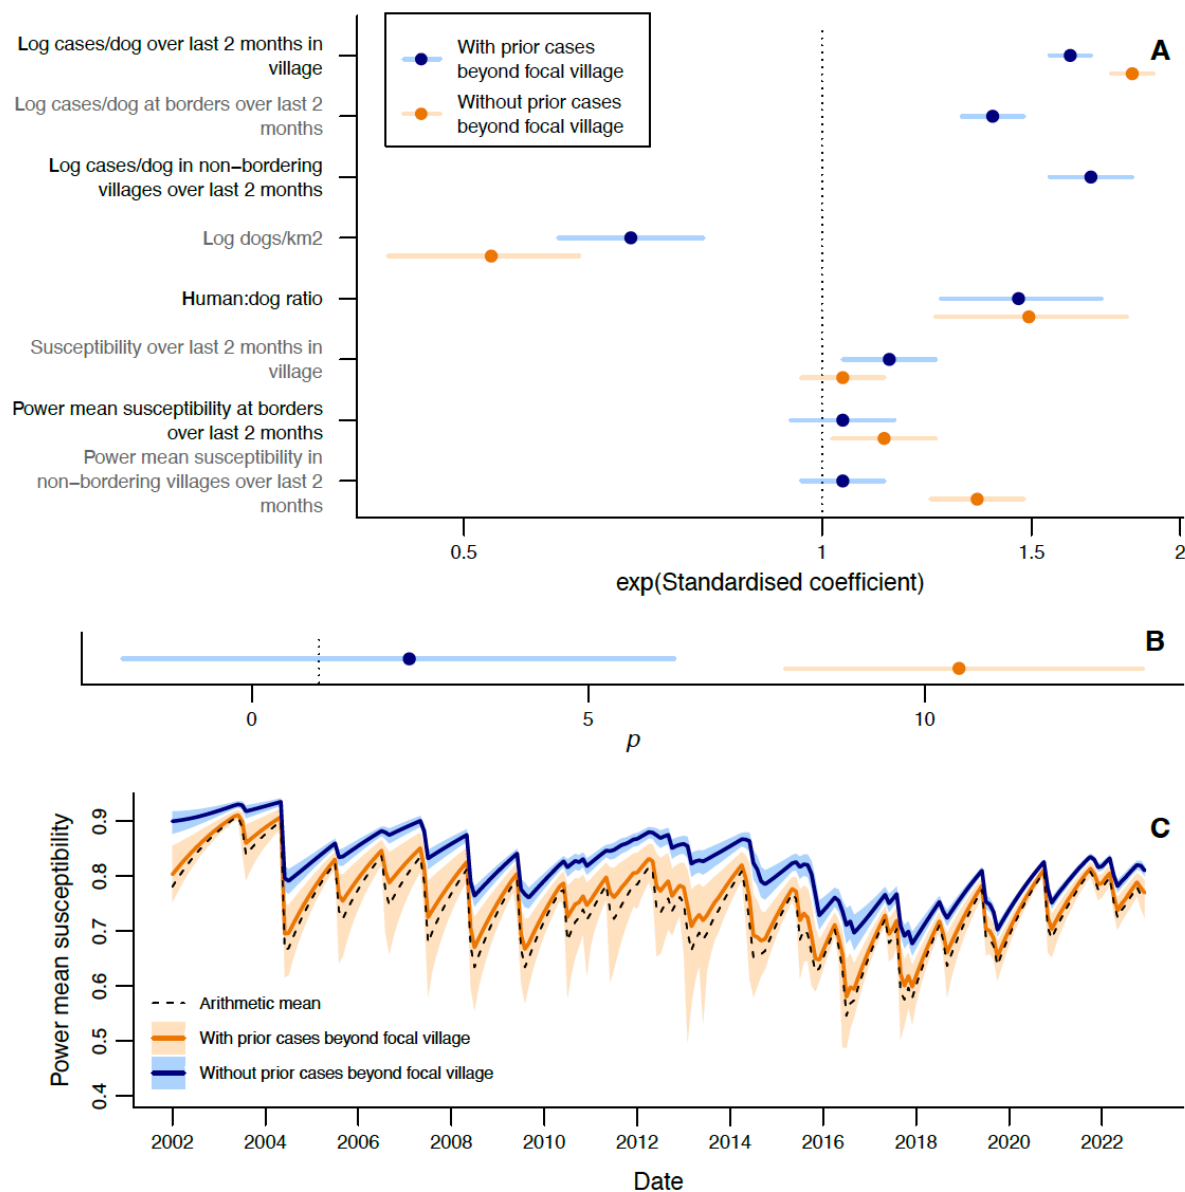 A
With prior cases
beyond focal village
Without prior cases
beyond focal village
Log cases/dog over last 2 months in
village
Log cases/dog at borders over last 2
months
Log cases/dog in non−bordering
villages over last 2 months
Log dogs/km2
Human:dog ratio
Susceptibility over last 2 months in
village
Power mean susceptibility at borders
over last 2 months
Power mean susceptibility in
non−bordering villages over last 2
months
0.5 1 1.5 2
exp(Standardised coefficient)
B
0 5 10
p
C
Power mean susceptibility
0.9
0.8
0.7
0.6
0.5
0.4
Arithmetic mean
With prior cases beyond focal village
Without prior cases beyond focal village
2002 2004 2006 2008 2010 2012 2014 2016 2018 2020 2022
Date